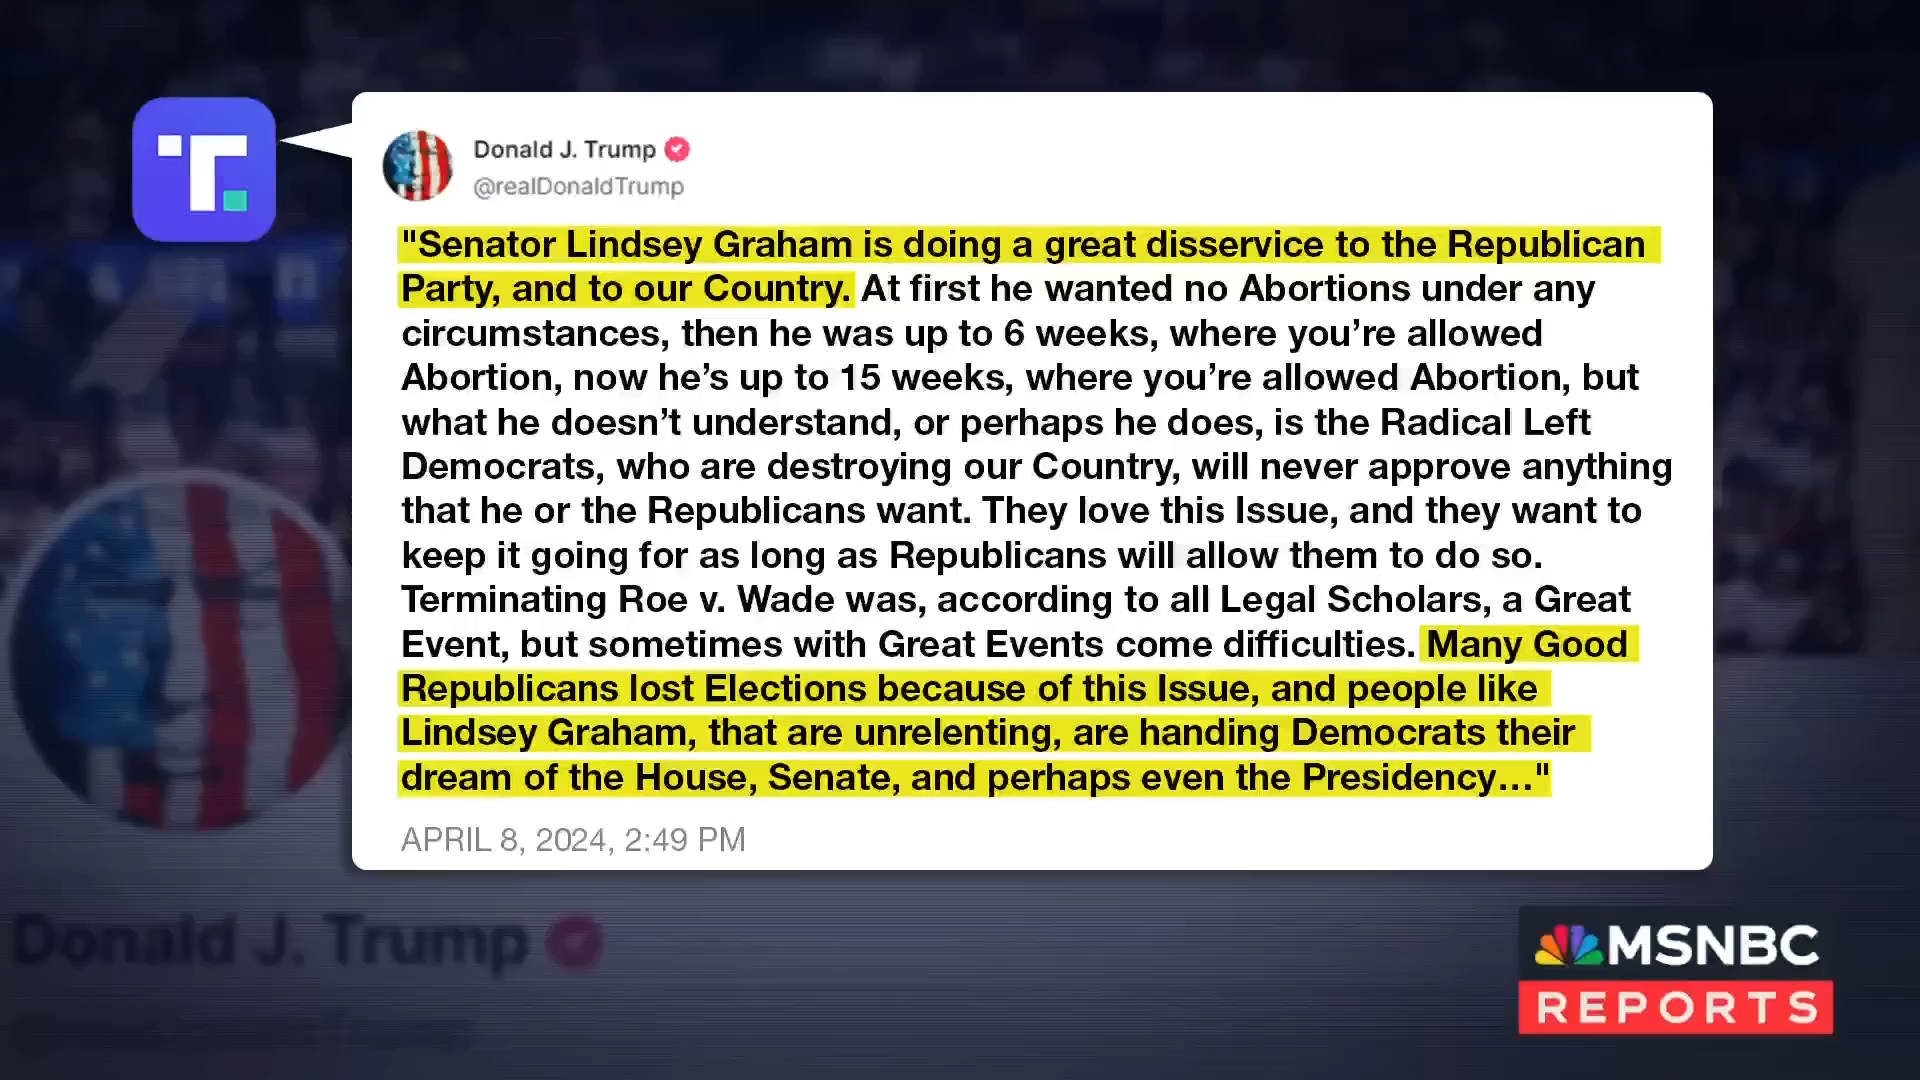 Donald J. Trump
@realDonaldTrump
"Senator Lindsey Graham is doing a great disservice to the Republican
Party, and to our Country. At first he wanted no Abortions under any
circumstances, then he was up to 6 weeks, where you’re allowed
Abortion, now he’s up to 15 weeks, where you’re allowed Abortion, but
what he doesn’t understand, or perhaps he does, is the Radical Left
Democrats, who are destroying our Country, will never approve anything
that he or the Republicans want. They love this Issue, and they want to
keep it going for as long as Republicans will allow them to do so.
Terminating Roe v. Wade was, according to all Legal Scholars, a Great
Event, but sometimes with Great Events come difficulties. Many Good
Republicans lost Elections because of this Issue, and people like
Lindsey Graham, that are unrelenting, are handing Democrats their
dream of the House, Senate, and perhaps even the Presidency…"
APRIL 8, 2024, 2:49 PM
Donald J. Trump
MSNBC
REPORTS